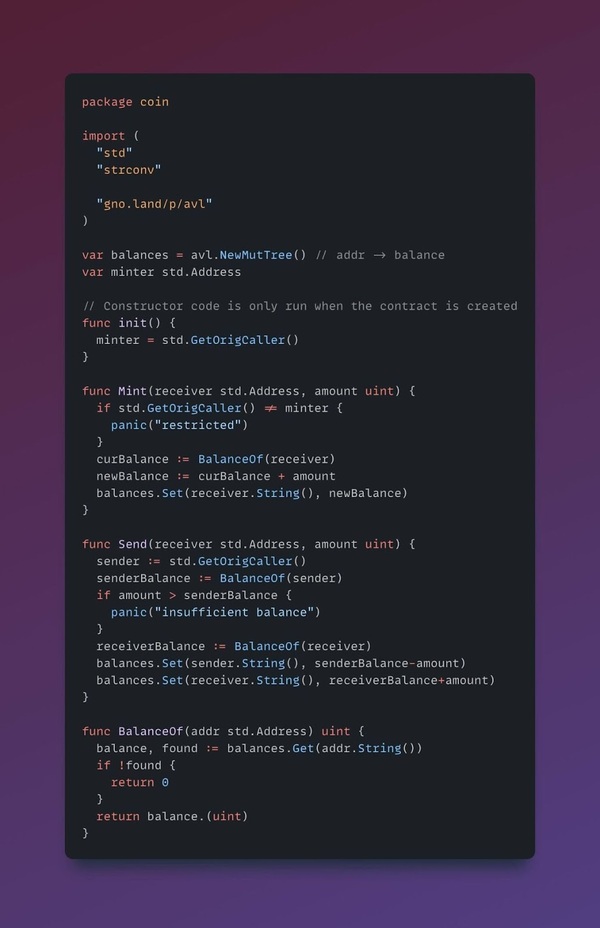 package coin
import (
"std"
"strconv"
"gno.land/p/avl"
)
var balances = avl.NewMutTree() // addr -> balance
var minter std.Address
// Constructor code is only run when the contract is created
func init() {
minter = std.GetOrigCaller()
}
func Mint(receiver std.Address, amount uint) {
if std.GetOrigCaller() != minter {
panic("restricted")
}
curBalance := BalanceOf(receiver)
newBalance := curBalance + amount
balances.Set(receiver.String(), newBalance)
}
func Send(receiver std.Address, amount uint) {
sender := std.GetOrigCaller()
senderBalance := BalanceOf(sender)
if amount > senderBalance {
panic("insufficient balance")
}
receiverBalance := BalanceOf(receiver)
balances.Set(sender.String(), senderBalance-amount)
balances.Set(receiver.String(), receiverBalance+amount)
}
func BalanceOf(addr std.Address) uint {
balance, found := balances.Get(addr.String())
if !found {
return 0
}
return balance.(uint)
}